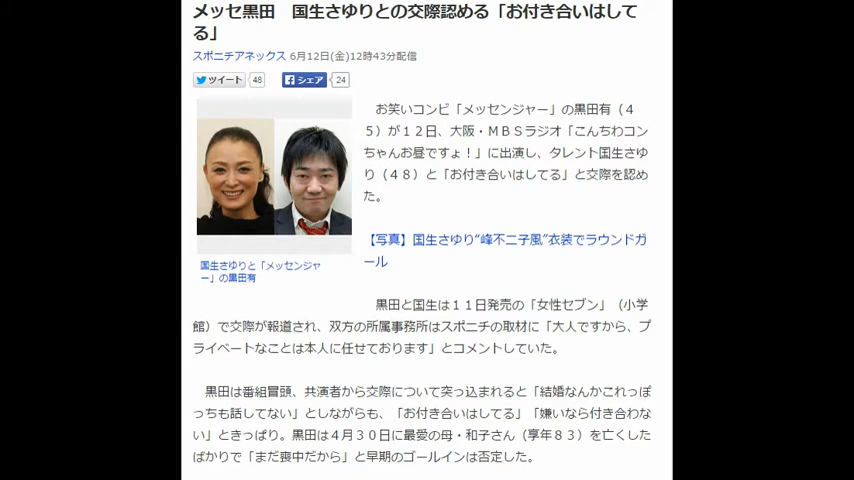 メッセ黒田　国生さゆりとの交際認める「お付き合いはしてる」
スポニチアネックス 6月12日(金)12時43分配信
ツイート 48 シェア 24
お笑いコンビ「メッセンジャー」の黒田有（４
５）が１２日、大阪・ＭＢＳラジオ「こんちわコン
ちゃんお昼ですょ！」に出演し、タレント国生さゆ
り（４８）と「お付き合いはしてる」と交際を認め
た。
【写真】国生さゆり“峰不二子風”衣装でラウンドガ
ール
国生さゆりと「メッセンジャ
ー」の黒田有
黒田と国生は１１日発売の「女性セブン」（小学
館）で交際が報道され、双方の所属事務所はスポニチの取材に「大人ですから、プ
ライベートなことは本人に任せております」とコメントしていた。
黒田は番組冒頭、共演者から交際について突っ込まれると「結婚なんかこれっぽ
っちも話してない」としながらも、「お付き合いはしてる」「嫌いなら付き合わな
い」ときっぱり。黒田は４月３０日に最愛の母・和子さん（享年８３）を亡くした
ばかりで「まだ喪中だから」と早期のゴールインは否定した。